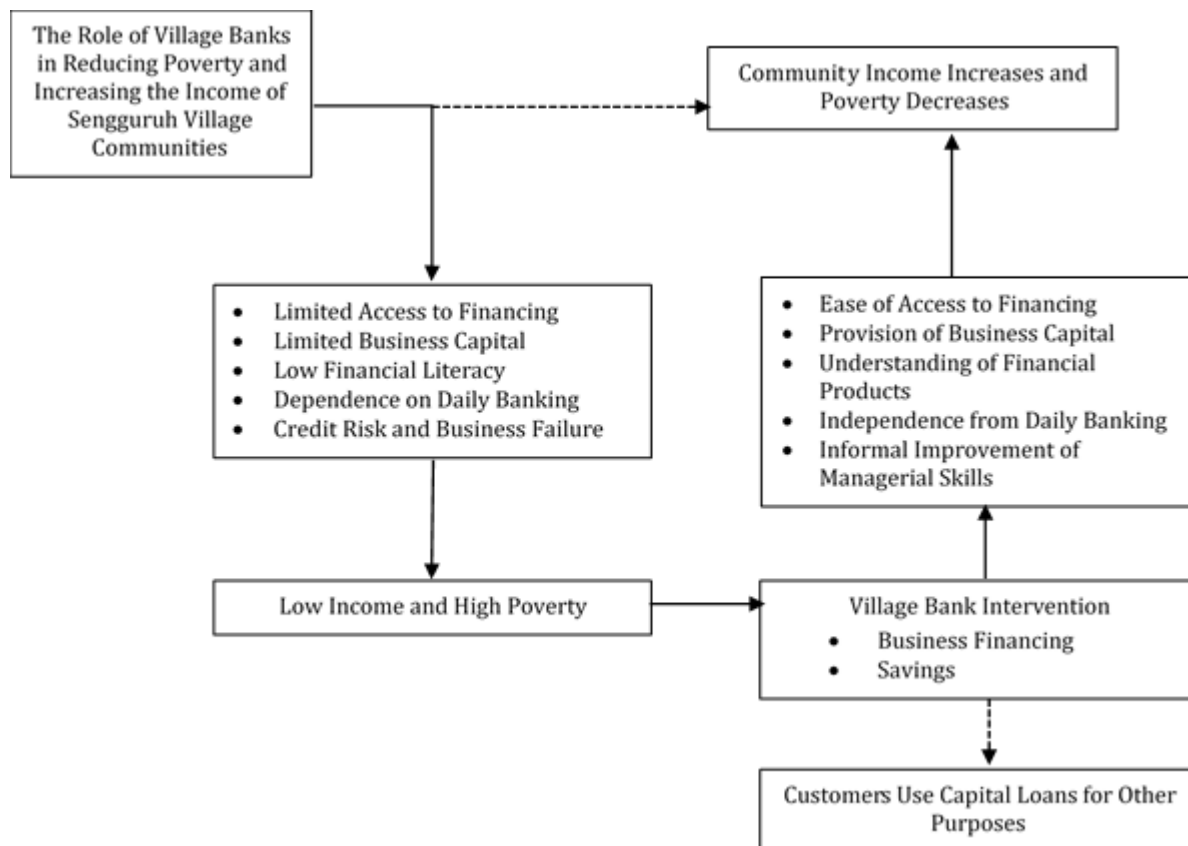 The Role of Village Banks
in Reducing Poverty and
Increasing the Income of
Sengguruh Village
Communities
Community Income Increases and
Poverty Decreases
• Limited Access to Financing
• Limited Business Capital
• Low Financial Literacy
• Dependence on Daily Banking
• Credit Risk and Business Failure
• Ease of Access to Financing
• Provision of Business Capital
• Understanding of Financial
Products
• Independence from Daily Banking
• Informal Improvement of
Managerial Skills
Low Income and High Poverty
Village Bank Intervention
• Business Financing
• Savings
Customers Use Capital Loans for Other
Purposes